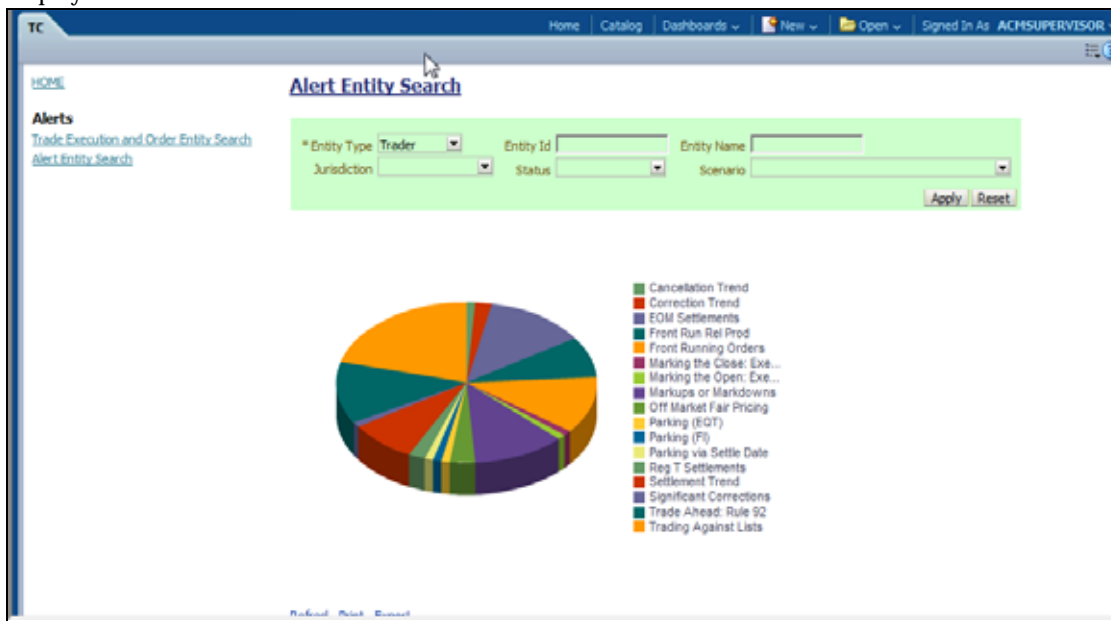 TC Home Catalog Dashboards New Open Signed In As ACMSUPERVISOR
HOME
Alerts
Trade Execution and Order Entity Search
Alert Entity Search
Alert Entity Search
* Entity Type Trader Entity Id Entity Name
Jurisdiction Status Scenario
Apply Reset
Cancellation Trend
Correction Trend
EOM Settlements
Front Run Rel Prod
Front Running Orders
Marking the Close: Exe...
Marking the Open: Exe...
Markups or Markdowns
Off Market Fair Pricing
Parking (EQT)
Parking (FI)
Parking via Settle Date
Reg T Settlements
Settlement Trend
Significant Corrections
Trade Ahead: Rule 92
Trading Against Lists